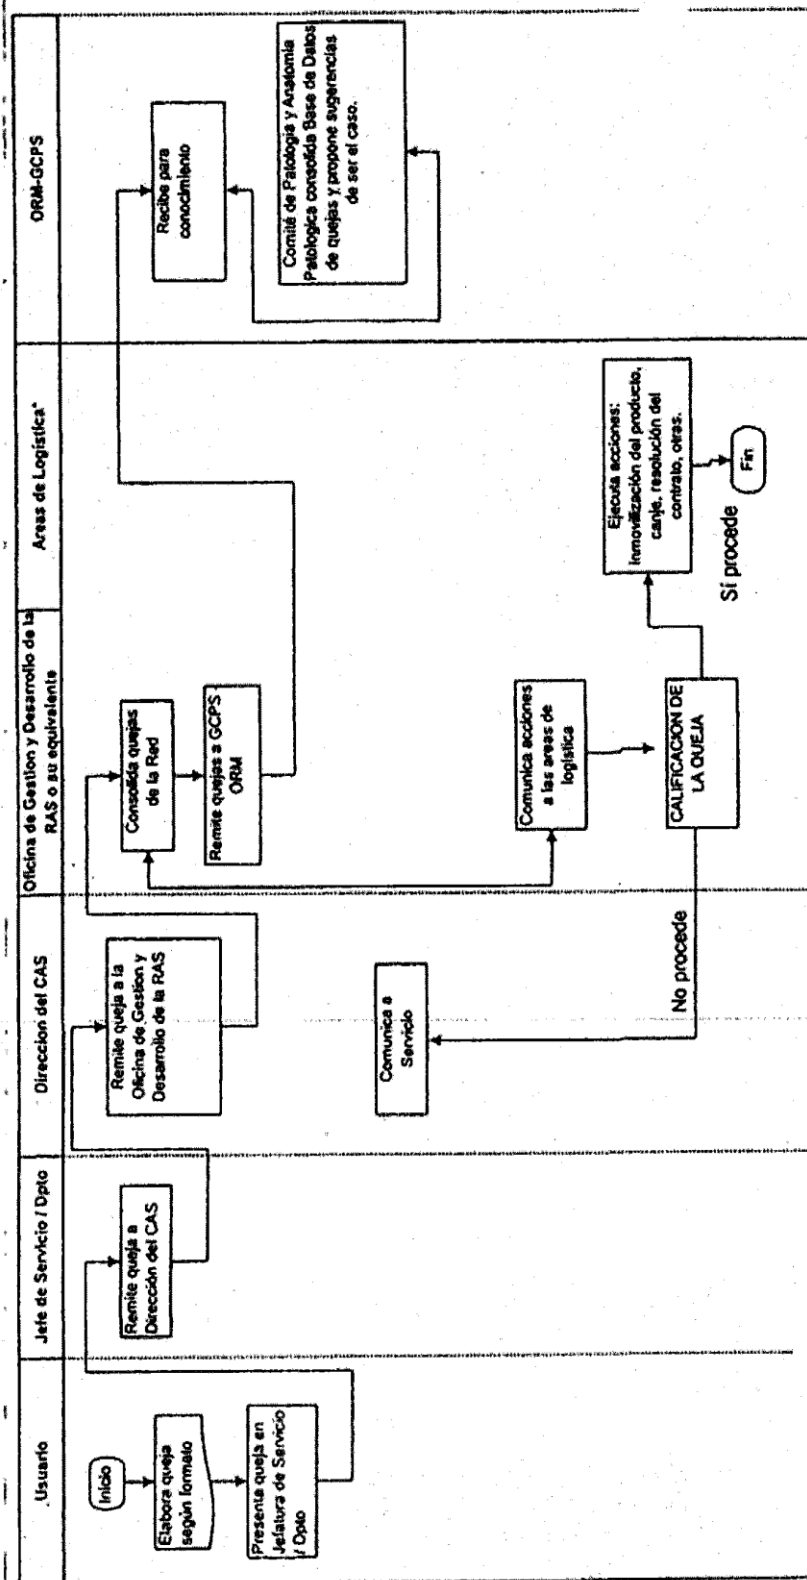 Usuario
Jefe de Servicio / Dpto
Direccion del CAS
Oficina de Gestion y Desarrollo de la
RAS o su equivalente
Areas de Logística*
ORM-GCPS
Inicio
Elabora queja
según formato
Presenta queja en
Jefatura de Servicio
/ Dpto
Remite queja a
Dirección del CAS
Remite queja a la
Oficina de Gestion y
Desarrollo de la RAS
Consolida quejas
de la Red
Remite quejas a GCPS
ORM
Recibe para
conocimiento
Comité de Patología y Anatomía
Patologica consolida Base de Datos
de quejas y propone sugerencias
de ser el caso.
Comunica acciones
a las areas de
logística
CALIFICACION DE
LA QUEJA
No procede
Comunica a
Servicio
Sí procede
Ejecuta acciones:
Inmovilización del producto,
canje, resolución del
contrato, otras.
Fin